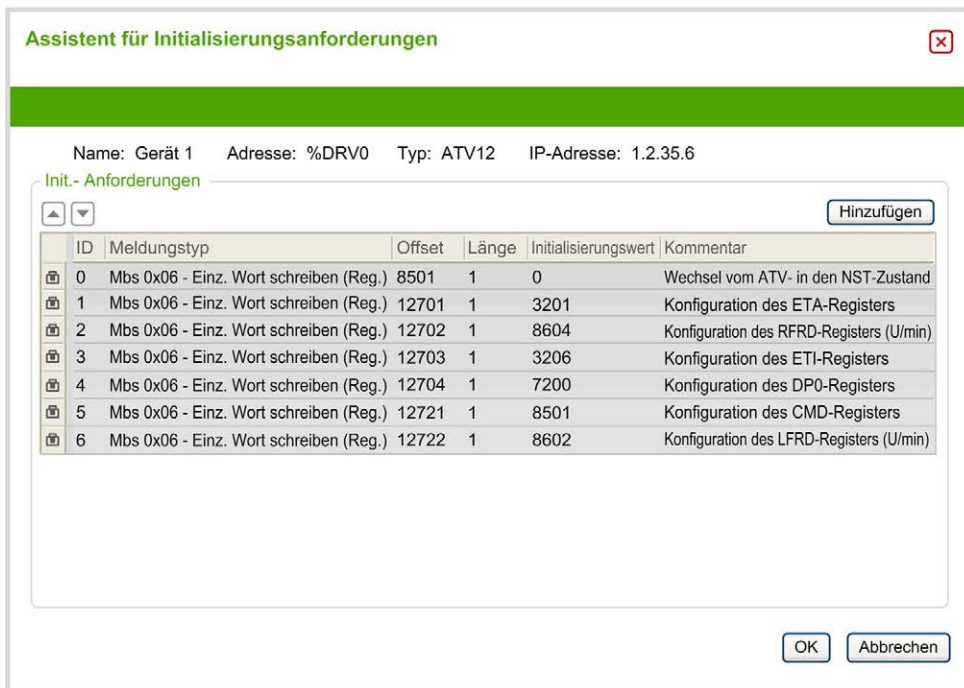 Assistent für Initialisierungsanforderungen
Name: Gerät 1 Adresse: %DRV0 Typ: ATV12 IP-Adresse: 1.2.35.6
Init.- Anforderungen
Hinzufügen
ID Meldungstyp Offset Länge Initialisierungswert Kommentar
0 Mbs 0x06 - Einz. Wort schreiben (Reg.) 8501 1 0 Wechsel vom ATV- in den NST-Zustand
1 Mbs 0x06 - Einz. Wort schreiben (Reg.) 12701 1 3201 Konfiguration des ETA-Registers
2 Mbs 0x06 - Einz. Wort schreiben (Reg.) 12702 1 8604 Konfiguration des RFRD-Registers (U/min)
3 Mbs 0x06 - Einz. Wort schreiben (Reg.) 12703 1 3206 Konfiguration des ETI-Registers
4 Mbs 0x06 - Einz. Wort schreiben (Reg.) 12704 1 7200 Konfiguration des DP0-Registers
5 Mbs 0x06 - Einz. Wort schreiben (Reg.) 12721 1 8501 Konfiguration des CMD-Registers
6 Mbs 0x06 - Einz. Wort schreiben (Reg.) 12722 1 8602 Konfiguration des LFRD-Registers (U/min)
OK Abbrechen